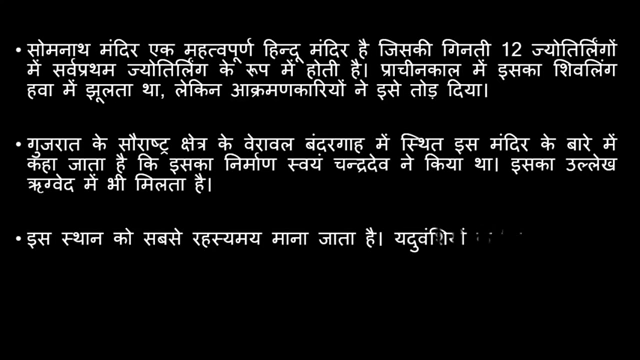 • सोमनाथ मंदिर एक महत्वपूर्ण हिन्दू मंदिर है जिसकी गिनती 12 ज्योतिर्लिंगों
में सर्वप्रथम ज्योतिर्लिंग के रूप में होती है। प्राचीनकाल में इसका शिवलिंग
हवा में झूलता था, लेकिन आक्रमणकारियों ने इसे तोड़ दिया।
• गुजरात के सौराष्ट्र क्षेत्र के वेरावल बंदरगाह में स्थित इस मंदिर के बारे में
कहा जाता है कि इसका निर्माण स्वयं चन्द्रदेव ने किया था। इसका उल्लेख
ऋग्वेद में भी मिलता है।
• इस स्थान को सबसे रहस्यमय माना जाता है। यदुवंशियों